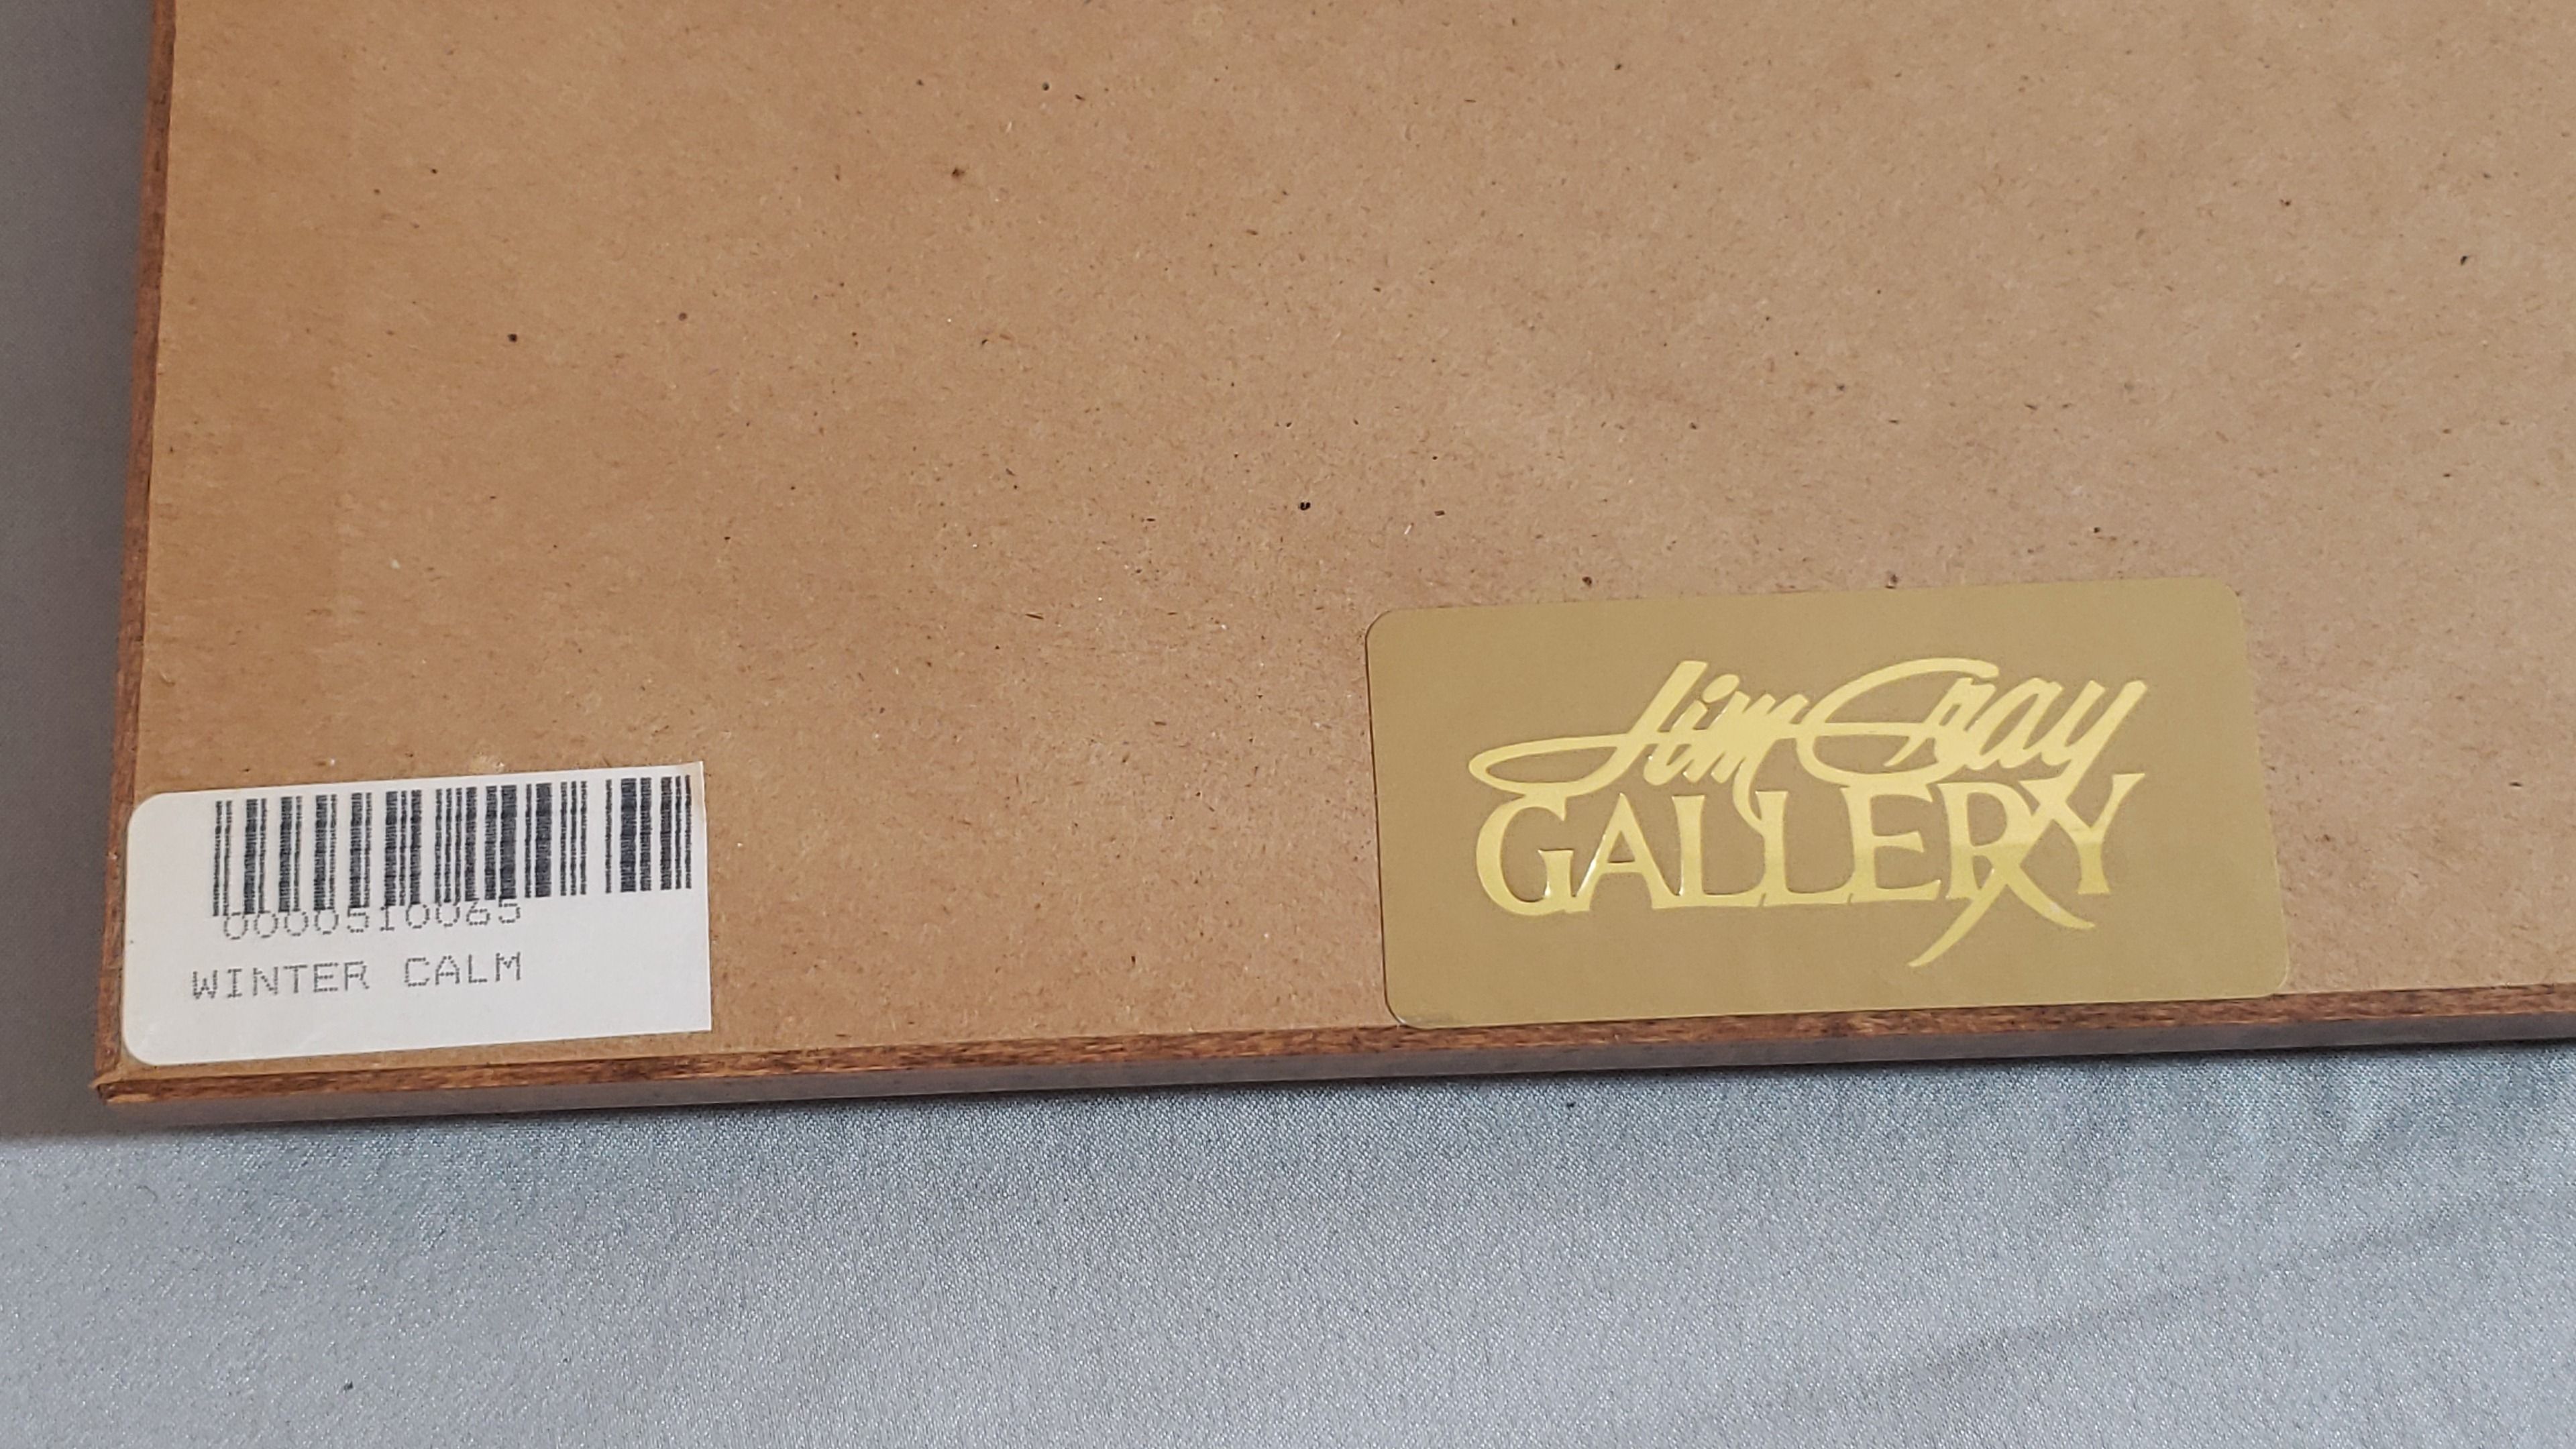 0000510065
WINTER CALM
Jim Gray
GALLERY